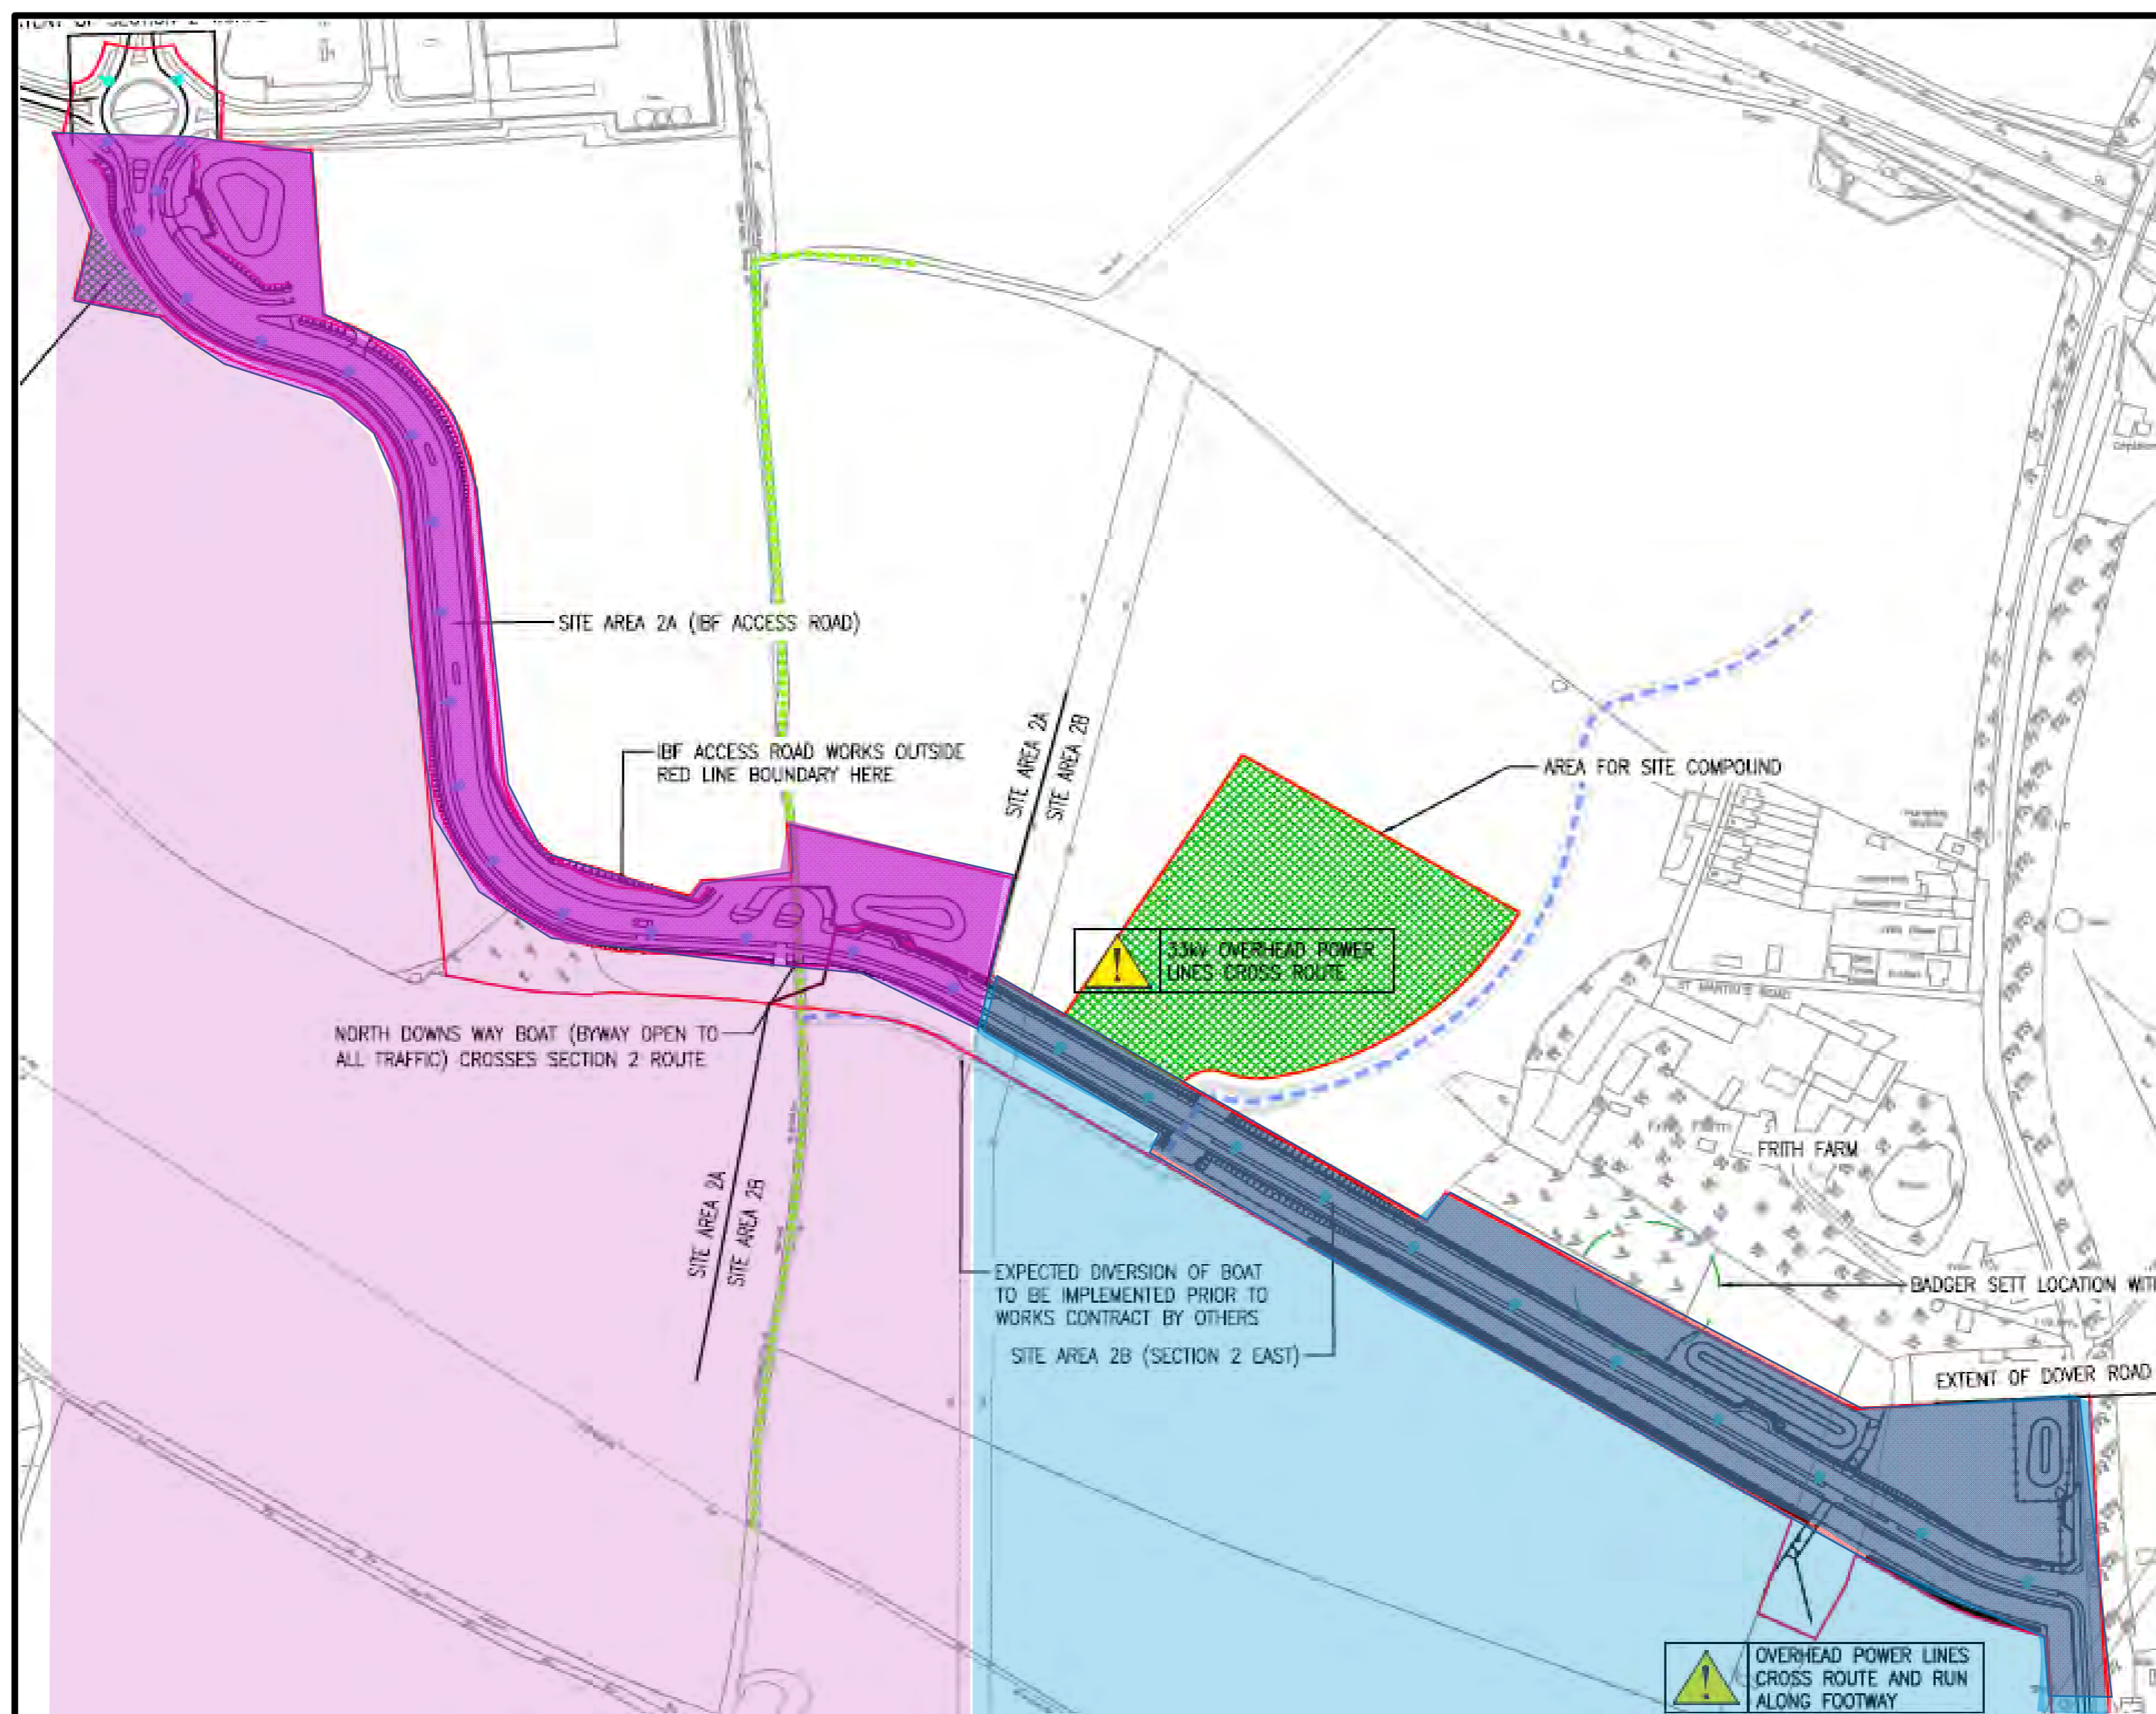 SITE AREA 2A (IBF ACCESS ROAD)
IBF ACCESS ROAD WORKS OUTSIDE
RED LINE BOUNDARY HERE
SITE AREA 2A
SITE AREA 2B
AREA FOR SITE COMPOUND
33kV OVERHEAD POWER
LINES CROSS ROUTE
ST MARTIN'S ROAD
NORTH DOWNS WAY BOAT (BYWAY OPEN TO
ALL TRAFFIC) CROSSES SECTION 2 ROUTE
FRITH FARM
SITE AREA 2A
SITE AREA 2B
EXPECTED DIVERSION OF BOAT
TO BE IMPLEMENTED PRIOR TO
WORKS CONTRACT BY OTHERS
BADGER SETT LOCATION WIT
SITE AREA 2B (SECTION 2 EAST)
EXTENT OF DOVER ROAD
OVERHEAD POWER LINES
CROSS ROUTE AND RUN
ALONG FOOTWAY